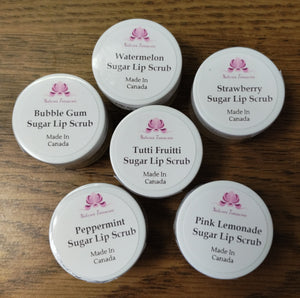 Watermelon
Sugar Lip Scrub
Made In
Canada
Strawberry
Sugar Lip Scrub
Made In
Canada
Bubble Gum
Sugar Lip Scrub
Made In
Canada
Tutti Fruitti
Sugar Lip Scrub
Made In
Canada
Peppermint
Sugar Lip Scrub
Made In
Canada
Pink Lemonade
Sugar Lip Scrub
Made In
Canada